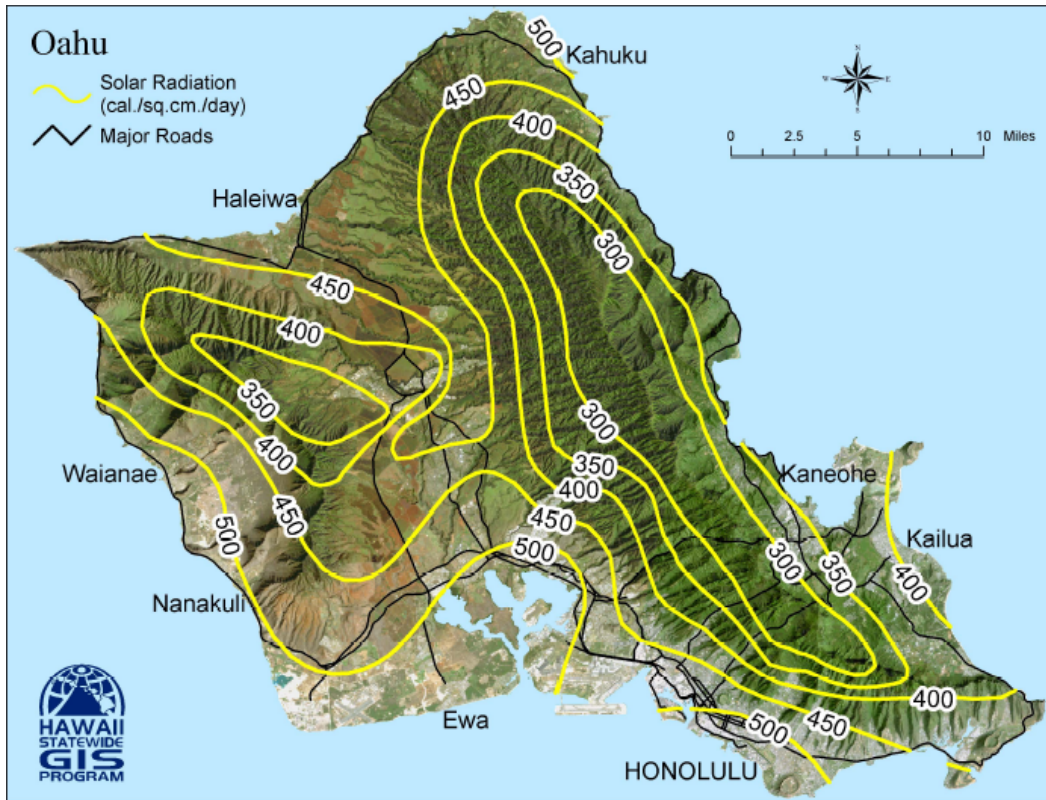 Oahu
Solar Radiation
(cal./sq.cm./day)
Major Roads
500
Kahuku
N
W
E
S
0
2.5
5
10
Miles
450
400
350
300
Haleiwa
450
400
350
400
450
500
Waianae
Nanakuli
300
350
400
450
500
Kaneohe
Kailua
300
350
400
400
450
500
Ewa
HONOLULU
HAWAII
STATEWIDE
GIS
PROGRAM